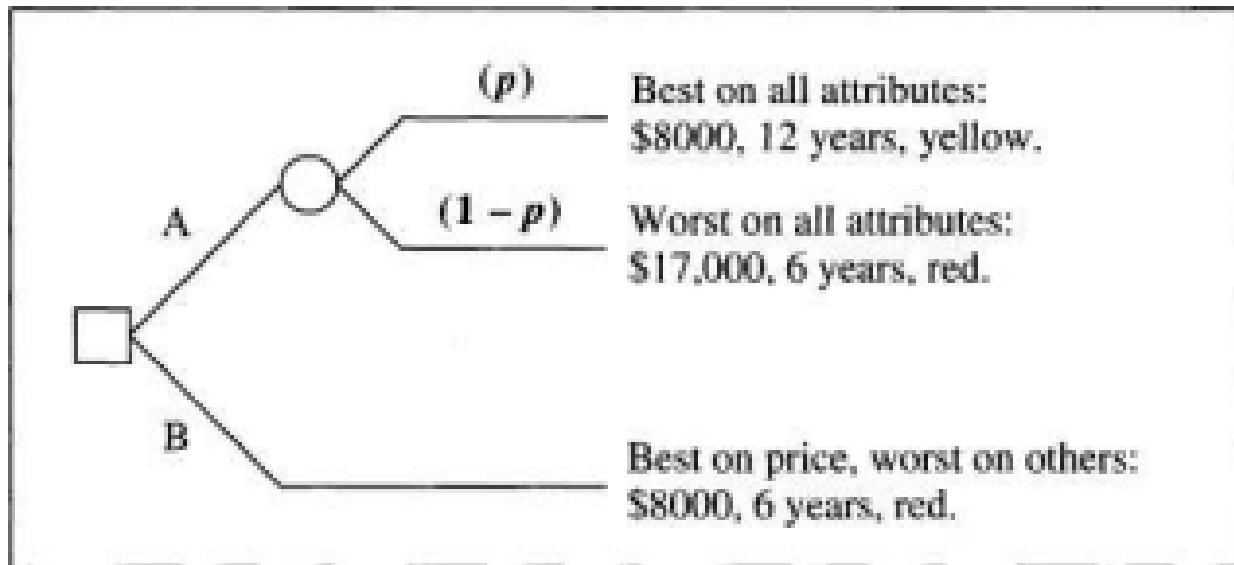 (p)
Best on all attributes:
$8000, 12 years, yellow.
A
(1 – p)
Worst on all attributes:
$17,000, 6 years, red.
B
Best on price, worst on others:
$8000, 6 years, red.